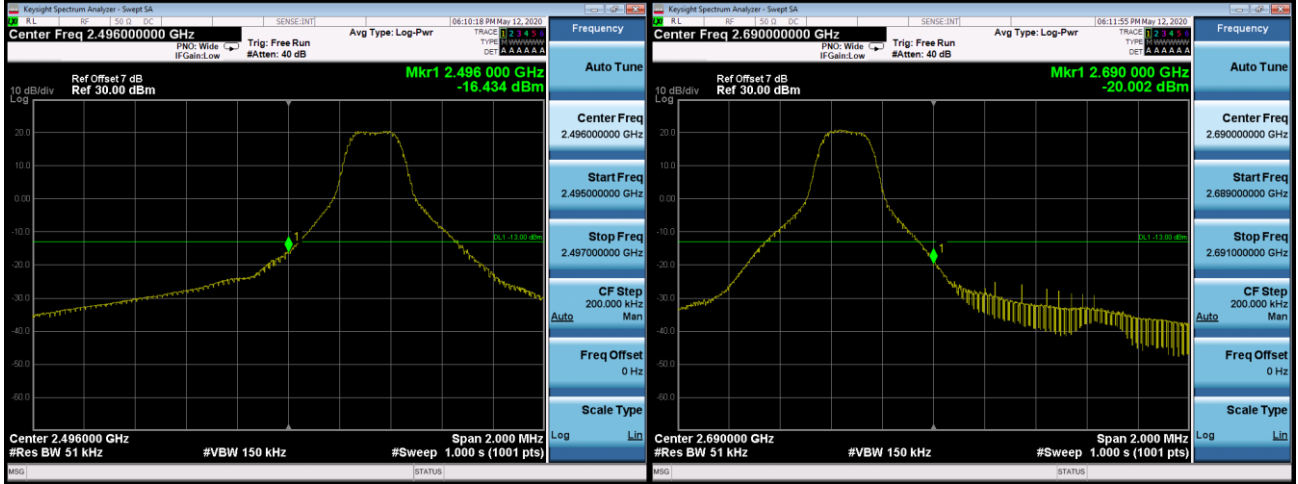 Keysight Spectrum Analyzer - Swept SA
RL RF 50 Ω DC SENSE:INT 06:10:18 PM May 12, 2020
Center Freq 2.496000000 GHz
PNO: Wide
IFGain:Low
Trig: Free Run
#Atten: 40 dB
Avg Type: Log-Pwr
TRACE 1 2 3 4 5 6
TYPE M WWWWW
DET A A A A A A
Ref Offset 7 dB
Ref 30.00 dBm
10 dB/div
Log
Mkr1 2.496 000 GHz
-16.434 dBm
20.0
10.0
0.00
-10.0
-20.0
-30.0
-40.0
-50.0
-60.0
1
DL1 -13.00 dBm
Center 2.496000 GHz
Span 2.000 MHz
#Res BW 51 kHz
#VBW 150 kHz
#Sweep 1.000 s (1001 pts)
MSG
STATUS
Frequency
Auto Tune
Center Freq
2.496000000 GHz
Start Freq
2.495000000 GHz
Stop Freq
2.497000000 GHz
CF Step
200.000 kHz
Auto Man
Freq Offset
0 Hz
Scale Type
Log Lin
Keysight Spectrum Analyzer - Swept SA
RL RF 50 Ω DC SENSE:INT 06:11:55 PM May 12, 2020
Center Freq 2.690000000 GHz
PNO: Wide
IFGain:Low
Trig: Free Run
#Atten: 40 dB
Avg Type: Log-Pwr
TRACE 1 2 3 4 5 6
TYPE M WWWWW
DET A A A A A A
Ref Offset 7 dB
Ref 30.00 dBm
10 dB/div
Log
Mkr1 2.690 000 GHz
-20.002 dBm
20.0
10.0
0.00
-10.0
-20.0
-30.0
-40.0
-50.0
-60.0
1
DL1 -13.00 dBm
Center 2.690000 GHz
Span 2.000 MHz
#Res BW 51 kHz
#VBW 150 kHz
#Sweep 1.000 s (1001 pts)
MSG
STATUS
Frequency
Auto Tune
Center Freq
2.690000000 GHz
Start Freq
2.689000000 GHz
Stop Freq
2.691000000 GHz
CF Step
200.000 kHz
Auto Man
Freq Offset
0 Hz
Scale Type
Log Lin